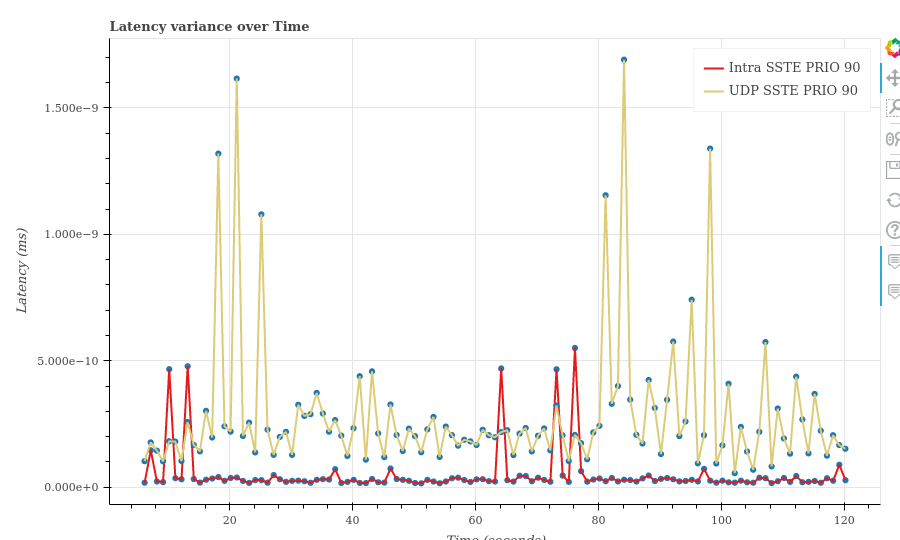 Latency variance over Time
Intra SSTE PRIO 90
UDP SSTE PRIO 90
1.500e−9
1.000e−9
5.000e−10
0.000e+0
Latency (ms)
20
40
60
80
100
120
Time (seconds)